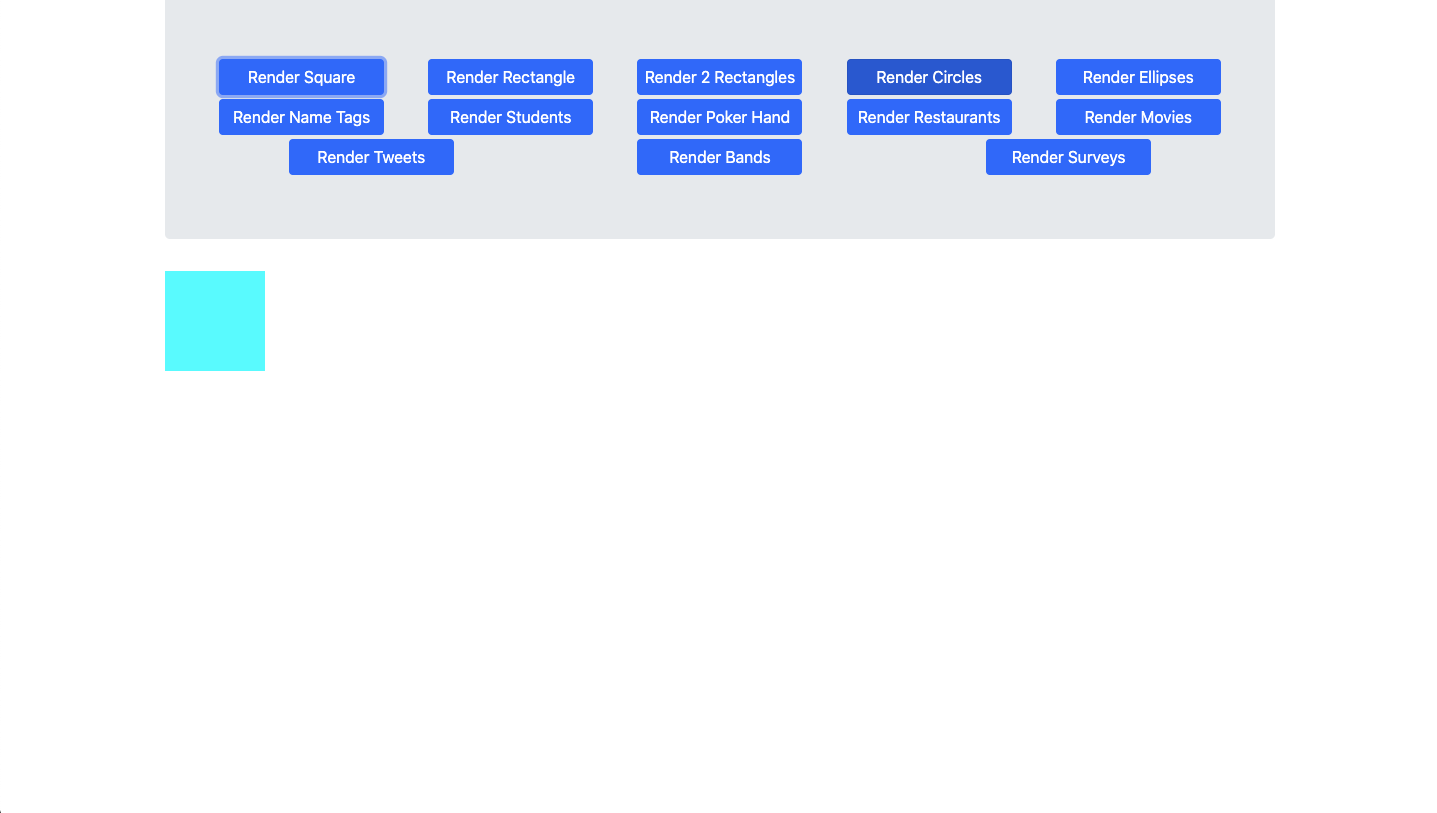 Render Square Render Rectangle Render 2 Rectangles Render Circles Render Ellipses
Render Name Tags Render Students Render Poker Hand Render Restaurants Render Movies
Render Tweets Render Bands Render Surveys